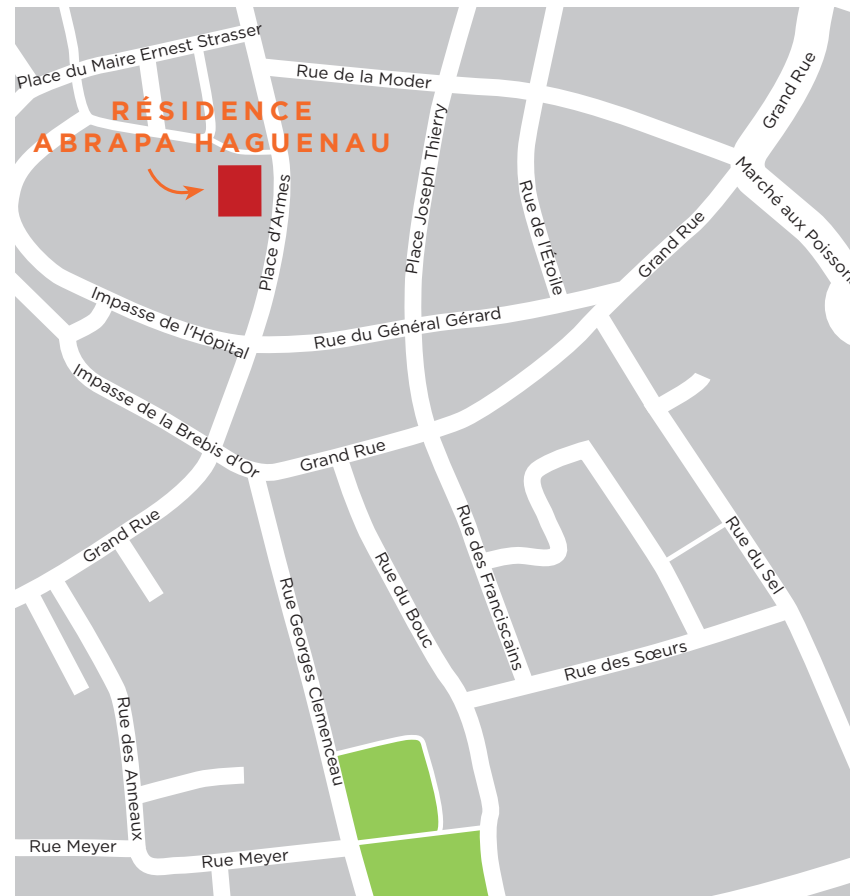 Place du Maire Ernest Strasser
Rue de la Moder
Grand Rue
RÉSIDENCE
ABRAPA HAGUENAU
Place Joseph Thierry
Marché aux Poissons
Place d'Armes
Rue de l'Étoile
Grand Rue
Impasse de l'Hôpital
Rue du Général Gérard
Impasse de la Brebis d'Or
Grand Rue
Grand Rue
Rue des Franciscains
Rue du Sel
Rue du Bouc
Rue Georges Clemenceau
Rue des Sœurs
Rue des Anneaux
Rue Meyer
Rue Meyer